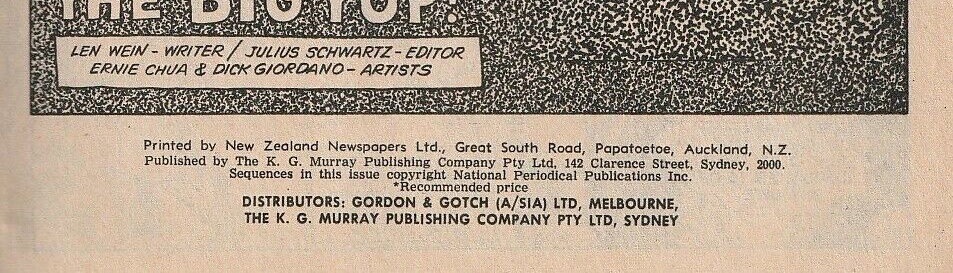 THE BIG TOP!
LEN WEIN - WRITER / JULIUS SCHWARTZ - EDITOR
ERNIE CHUA & DICK GIORDANO - ARTISTS
Printed by New Zealand Newspapers Ltd., Great South Road, Papatoetoe, Auckland, N.Z.
Published by The K. G. Murray Publishing Company Pty Ltd, 142 Clarence Street, Sydney, 2000.
Sequences in this issue copyright National Periodical Publications Inc.
*Recommended price
DISTRIBUTORS: GORDON & GOTCH (A/SIA) LTD, MELBOURNE,
THE K. G. MURRAY PUBLISHING COMPANY PTY LTD, SYDNEY